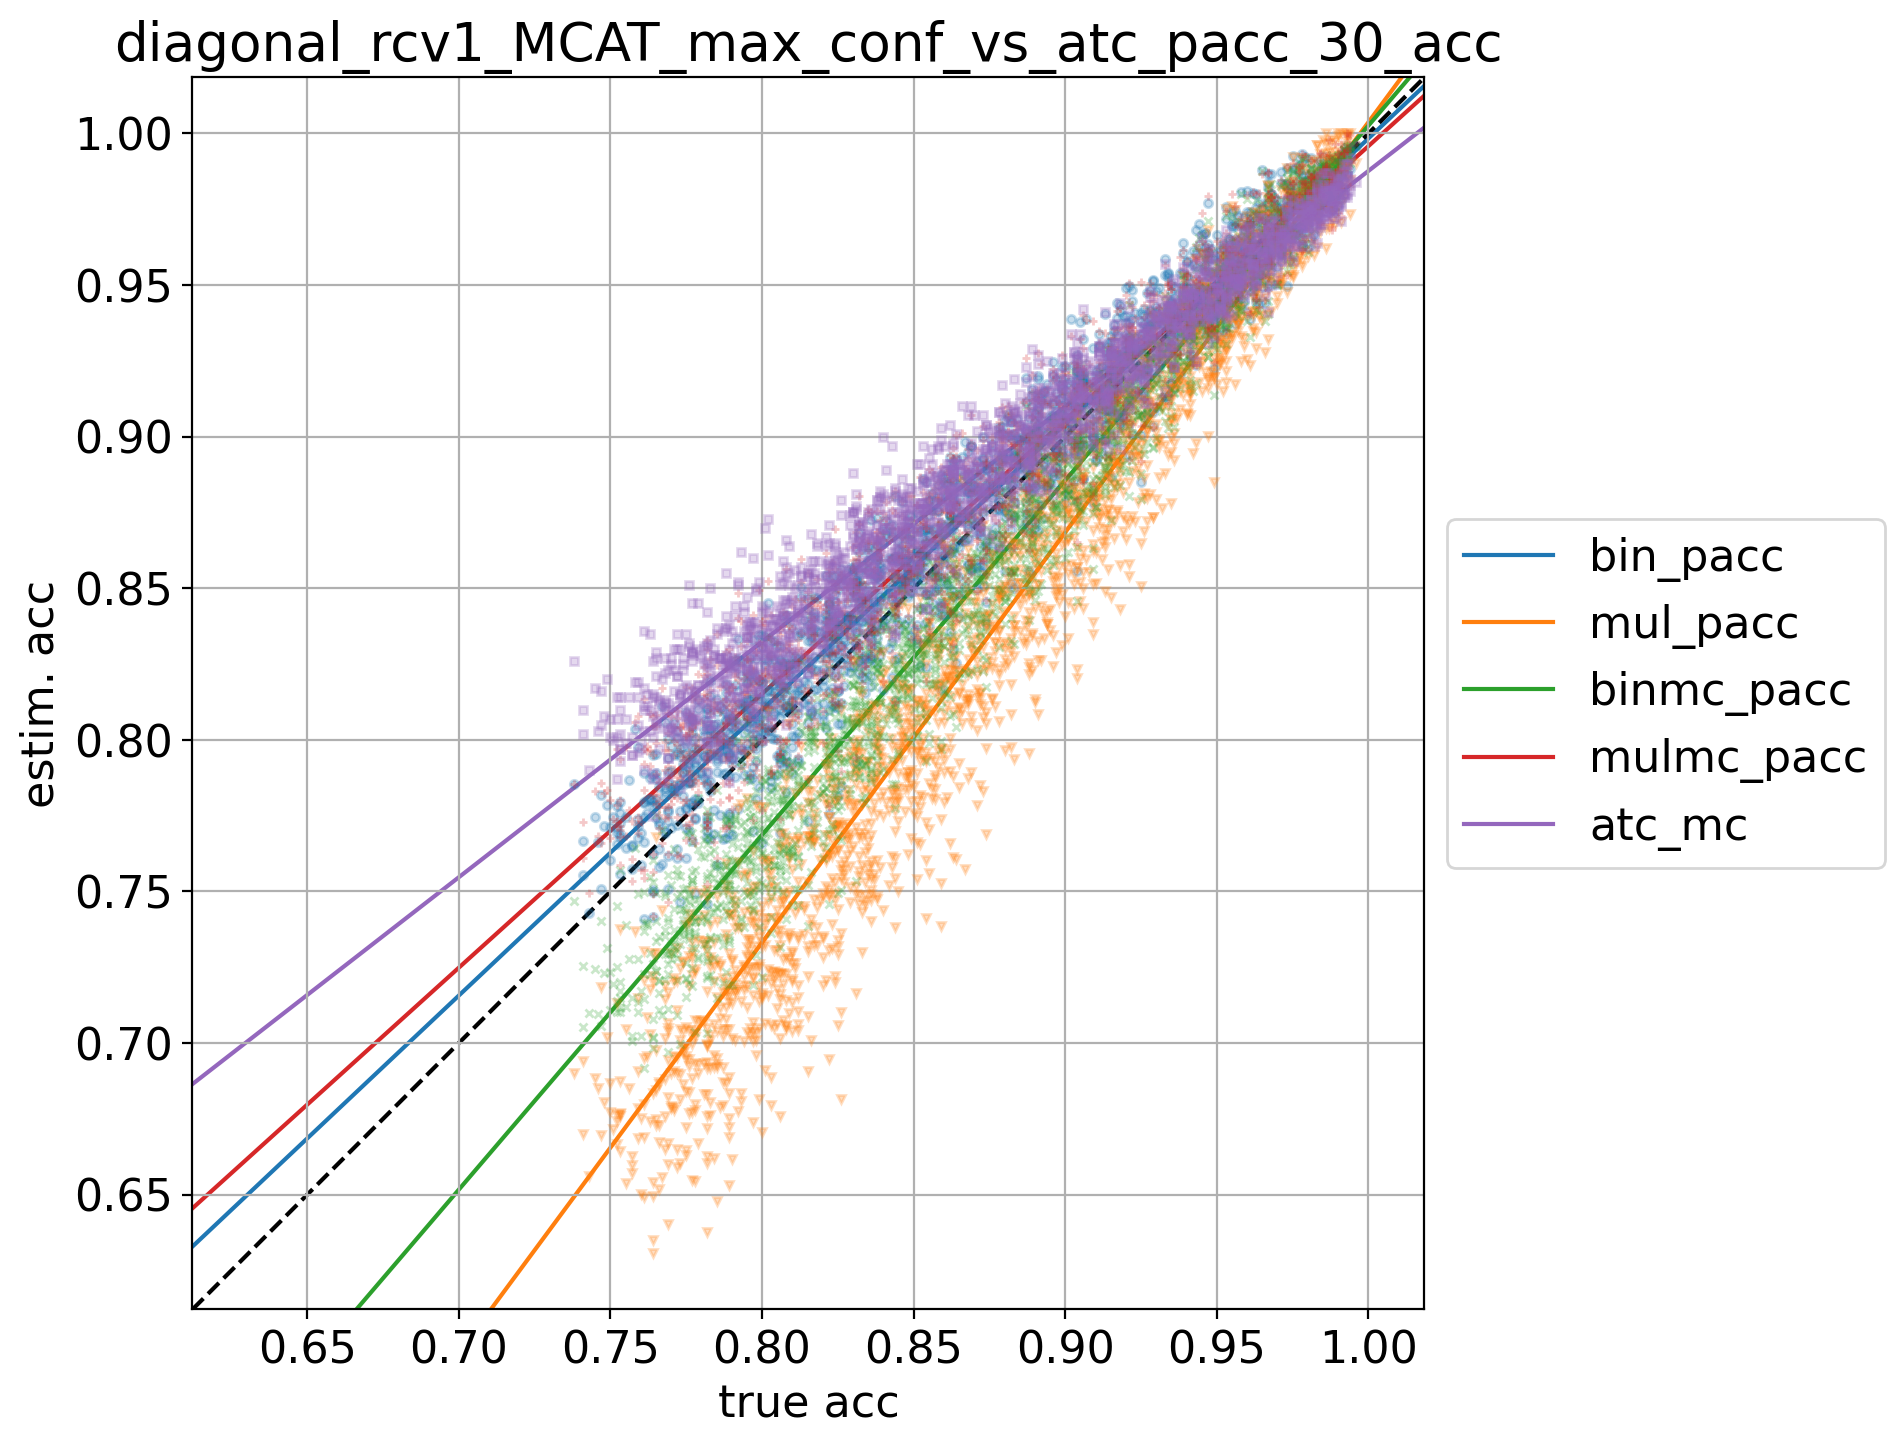 diagonal_rcv1_MCAT_max_conf_vs_atc_pacc_30_acc
1.00
0.95
0.90
0.85
0.80
0.75
0.70
0.65
estim. acc
0.65 0.70 0.75 0.80 0.85 0.90 0.95 1.00
true acc
bin_pacc
mul_pacc
binmc_pacc
mulmc_pacc
atc_mc